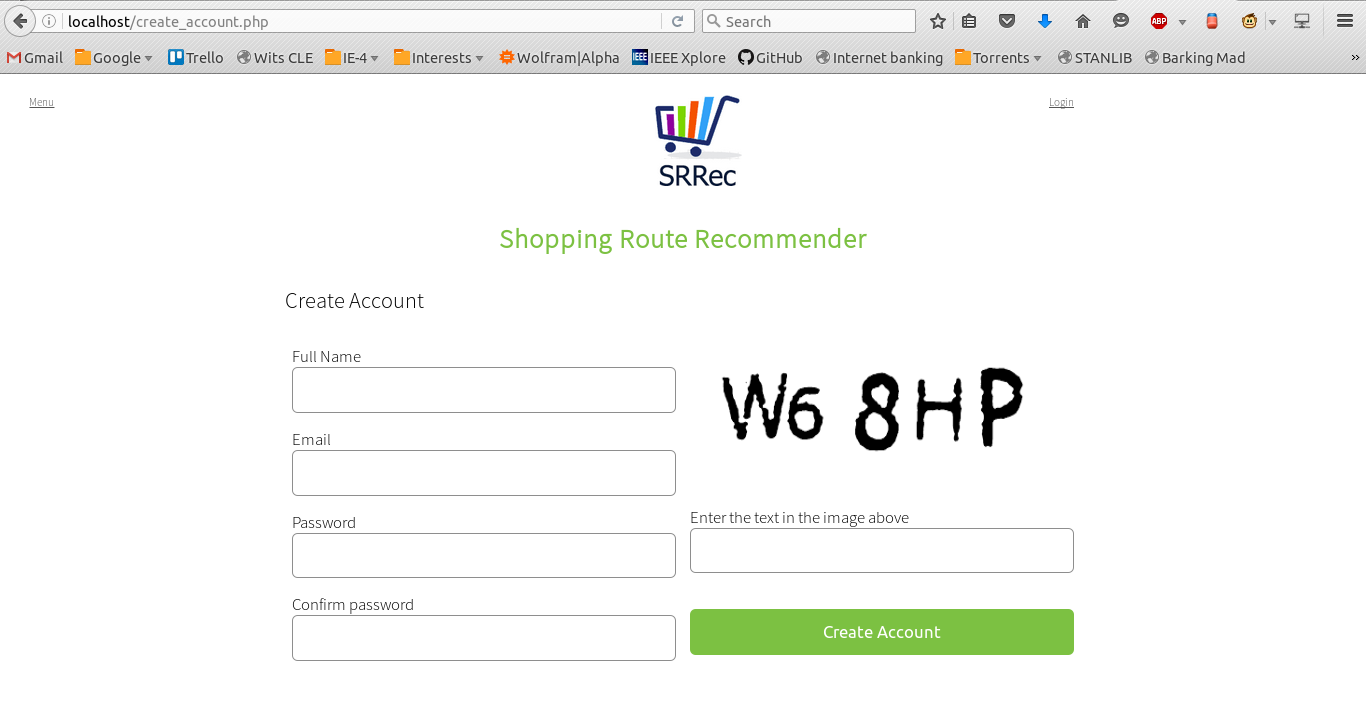 localhost/create_account.php
Search
Gmail Google Trello Wits CLE IE-4 Interests Wolfram|Alpha IEEE Xplore GitHub Internet banking Torrents STANLIB Barking Mad »
Menu
Login
SRRec
Shopping Route Recommender
Create Account
Full Name
W6 8HP
Email
Password
Enter the text in the image above
Confirm password
Create Account